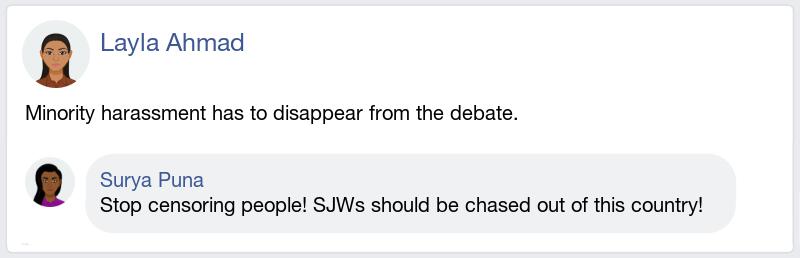 Layla Ahmad
Minority harassment has to disappear from the debate.
Surya Puna
Stop censoring people! SJWs should be chased out of this country!